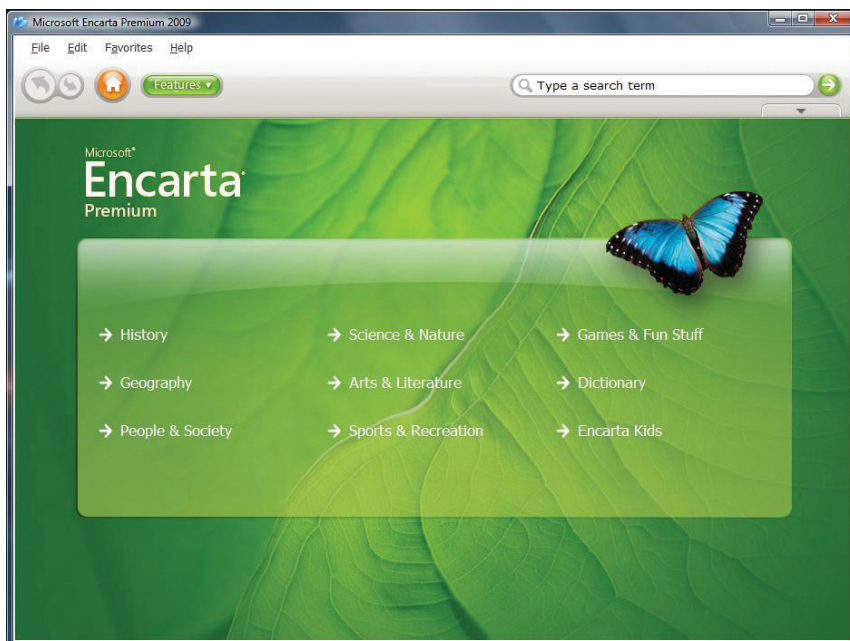 Microsoft Encarta Premium 2009
File Edit Favorites Help
Features
Type a search term
Microsoft®
Encarta
Premium
History
Science & Nature
Games & Fun Stuff
Geography
Arts & Literature
Dictionary
People & Society
Sports & Recreation
Encarta Kids